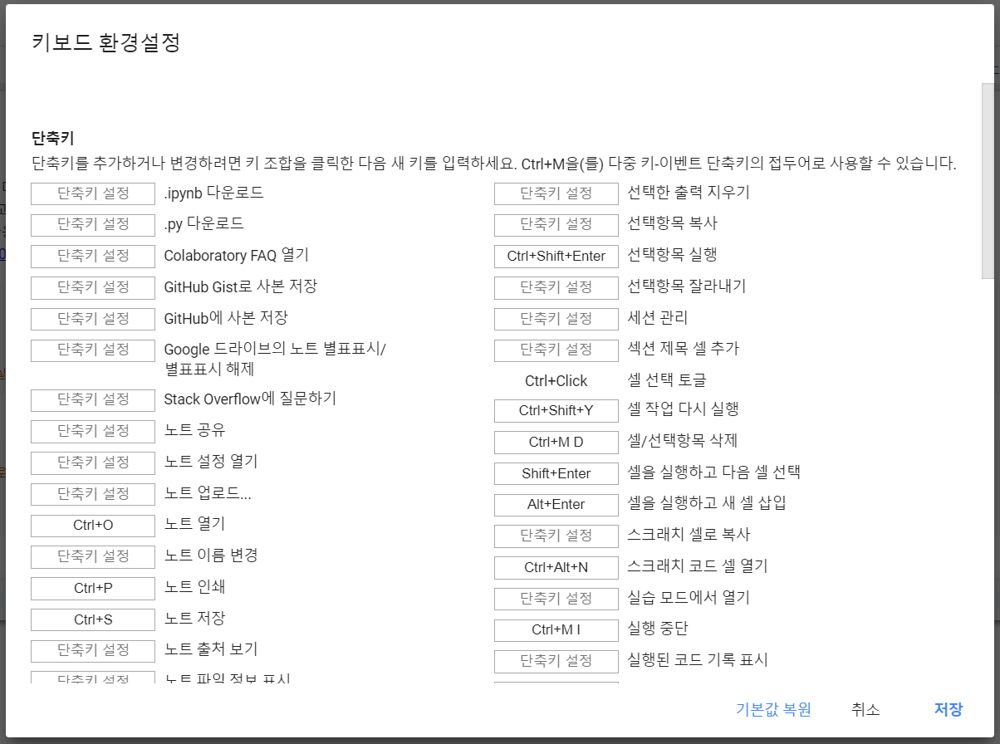 키보드 환경설정
단축키
단축키를 추가하거나 변경하려면 키 조합을 클릭한 다음 새 키를 입력하세요. Ctrl+M을(를) 다중 키-이벤트 단축키의 접두어로 사용할 수 있습니다.
단축키 설정 .ipynb 다운로드
단축키 설정 .py 다운로드
단축키 설정 Colaboratory FAQ 열기
단축키 설정 GitHub Gist로 사본 저장
단축키 설정 GitHub에 사본 저장
단축키 설정 Google 드라이브의 노트 별표표시/
별표표시 해제
단축키 설정 Stack Overflow에 질문하기
단축키 설정 노트 공유
단축키 설정 노트 설정 열기
단축키 설정 노트 업로드...
Ctrl+O 노트 열기
단축키 설정 노트 이름 변경
Ctrl+P 노트 인쇄
Ctrl+S 노트 저장
단축키 설정 노트 출처 보기
단축키 설정 노트 파일 정보 표시
단축키 설정 선택한 출력 지우기
단축키 설정 선택항목 복사
Ctrl+Shift+Enter 선택항목 실행
단축키 설정 선택항목 잘라내기
단축키 설정 세션 관리
단축키 설정 섹션 제목 셀 추가
Ctrl+Click 셀 선택 토글
Ctrl+Shift+Y 셀 작업 다시 실행
Ctrl+M D 셀/선택항목 삭제
Shift+Enter 셀을 실행하고 다음 셀 선택
Alt+Enter 셀을 실행하고 새 셀 삽입
단축키 설정 스크래치 셀로 복사
Ctrl+Alt+N 스크래치 코드 셀 열기
단축키 설정 실습 모드에서 열기
Ctrl+M I 실행 중단
단축키 설정 실행된 코드 기록 표시
기본값 복원 취소 저장